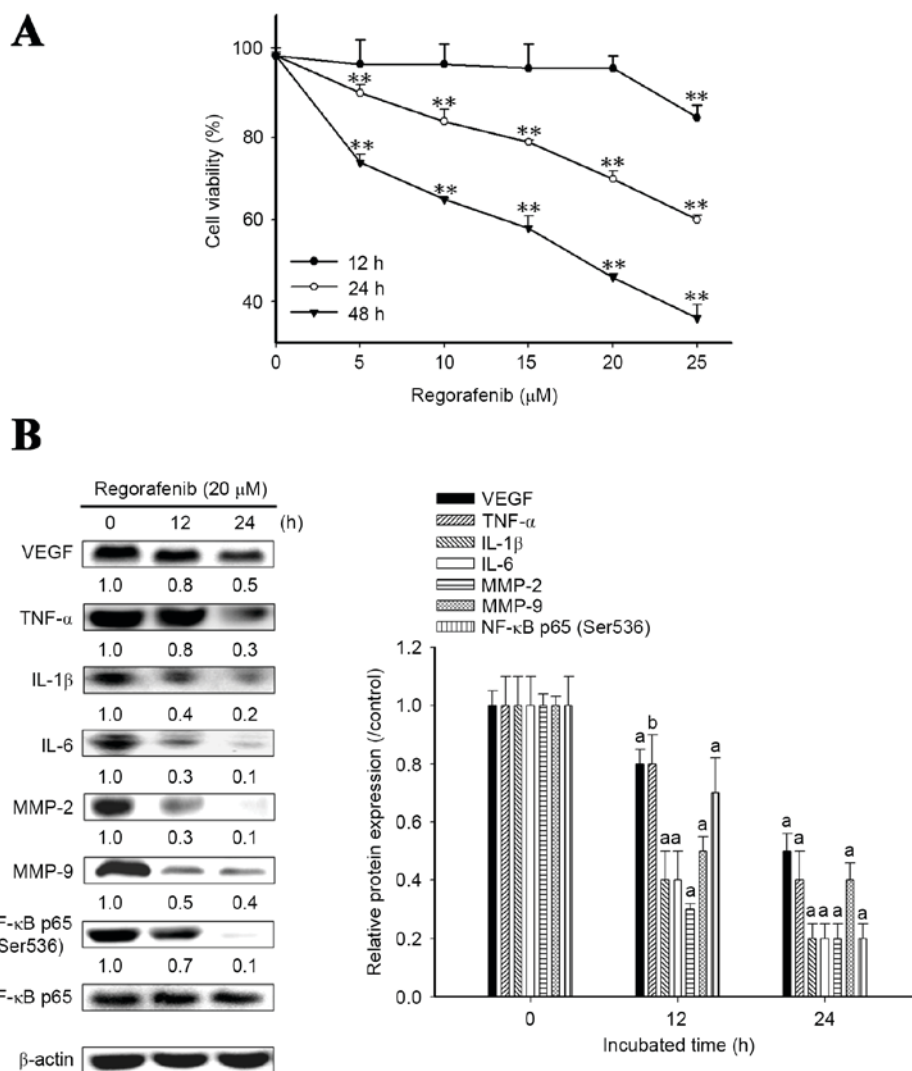 A
100
80
60
40
Cell viability (%)
**
** ** ** ** **
** ** ** ** **
12 h
24 h
48 h
0 5 10 15 20 25
Regorafenib (µM)
B
Regorafenib (20 µM)
0 12 24 (h)
VEGF
1.0 0.8 0.5
TNF-α
1.0 0.8 0.3
IL-1β
1.0 0.4 0.2
IL-6
1.0 0.3 0.1
MMP-2
1.0 0.3 0.1
MMP-9
1.0 0.5 0.4
F-κB p65
Ser536)
1.0 0.7 0.1
F-κB p65
β-actin
VEGF
TNF-α
IL-1β
IL-6
MMP-2
MMP-9
NF-κB p65 (Ser536)
Relative protein expression (/control)
1.2
1.0
0.8
0.6
0.4
0.2
0.0
a b a a a a a
a a a a a a a
0 12 24
Incubated time (h)